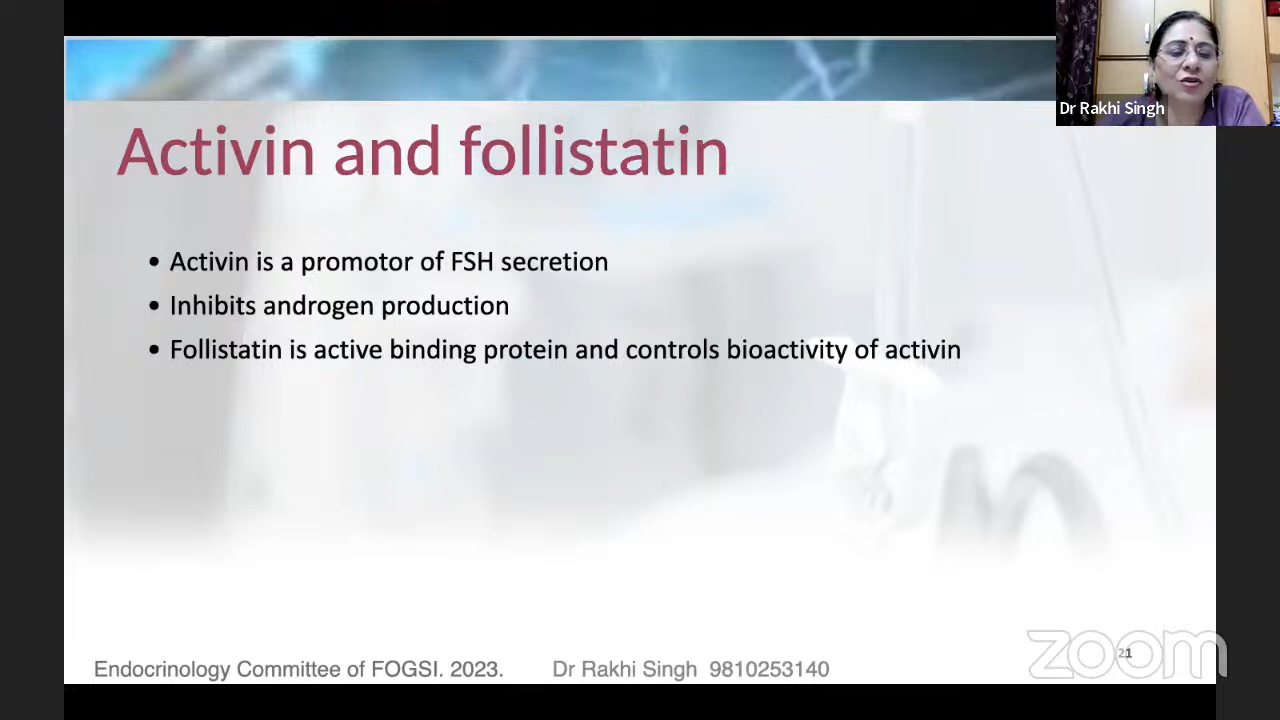 Dr Rakhi Singh
Activin and follistatin
• Activin is a promotor of FSH secretion
• Inhibits androgen production
• Follistatin is active binding protein and controls bioactivity of activin
Endocrinology Committee of FOGSI. 2023. Dr Rakhi Singh 9810253140
zoom
21